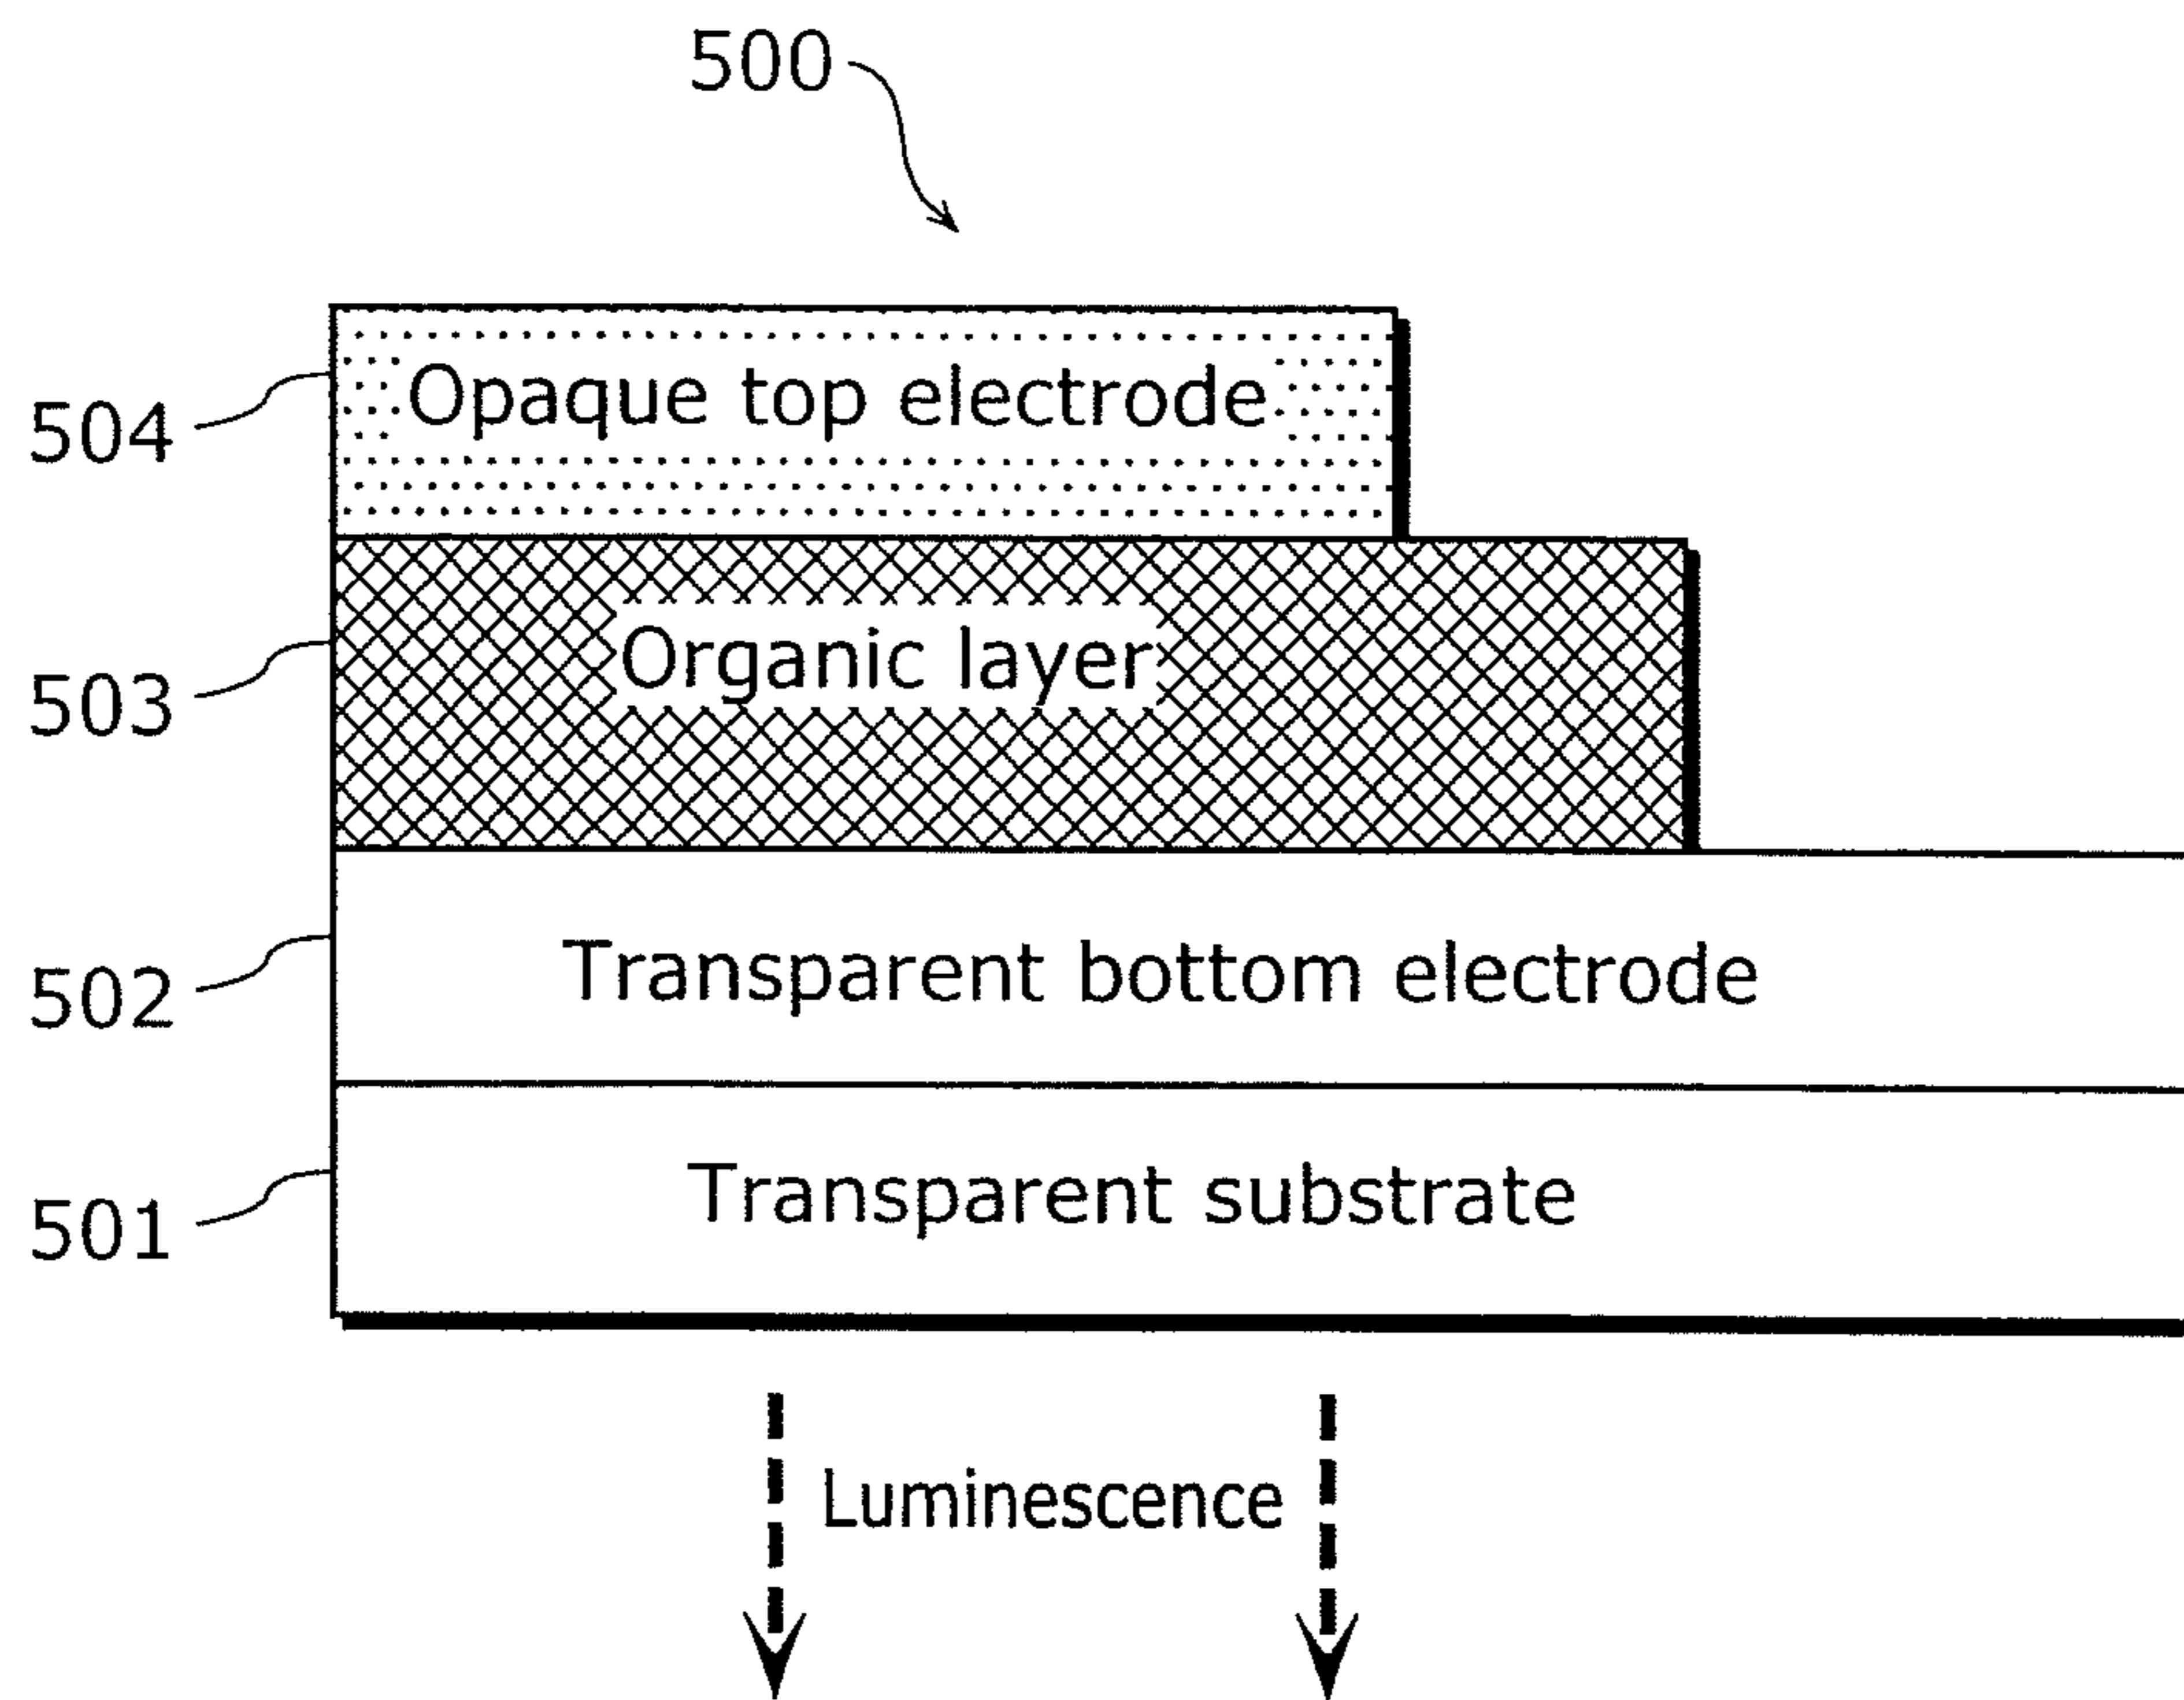 500
504
Opaque top electrode
503
Organic layer
502
Transparent bottom electrode
501
Transparent substrate
Luminescence